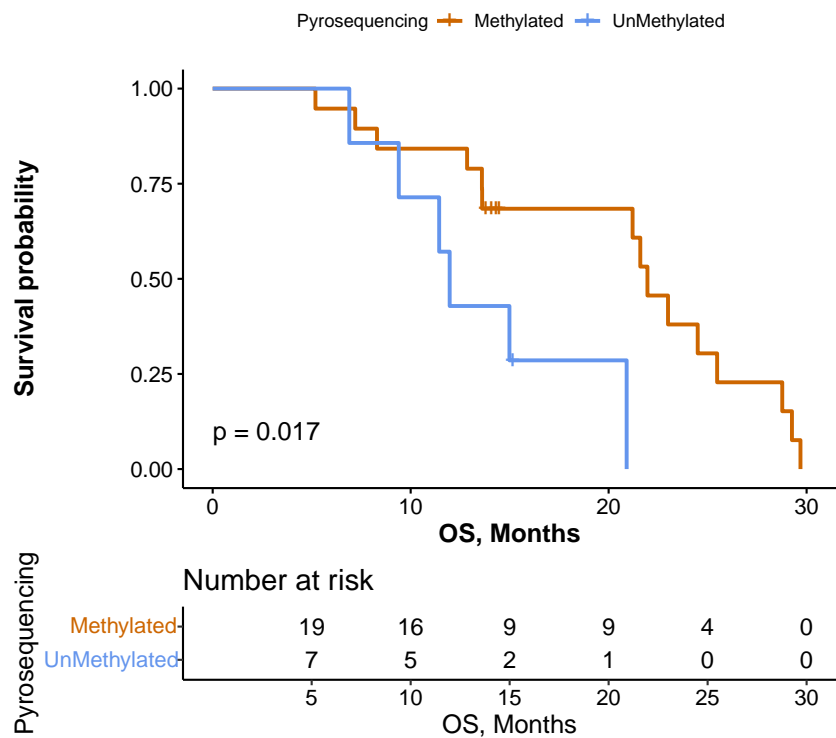 Pyrosequencing Methylated UnMethylated
Survival probability
1.00
0.75
0.50
0.25
0.00
p = 0.017
0 10 20 30
OS, Months
Number at risk
Pyrosequencing
Methylated 19 16 9 9 4 0
UnMethylated 7 5 2 1 0 0
5 10 15 20 25 30
OS, Months